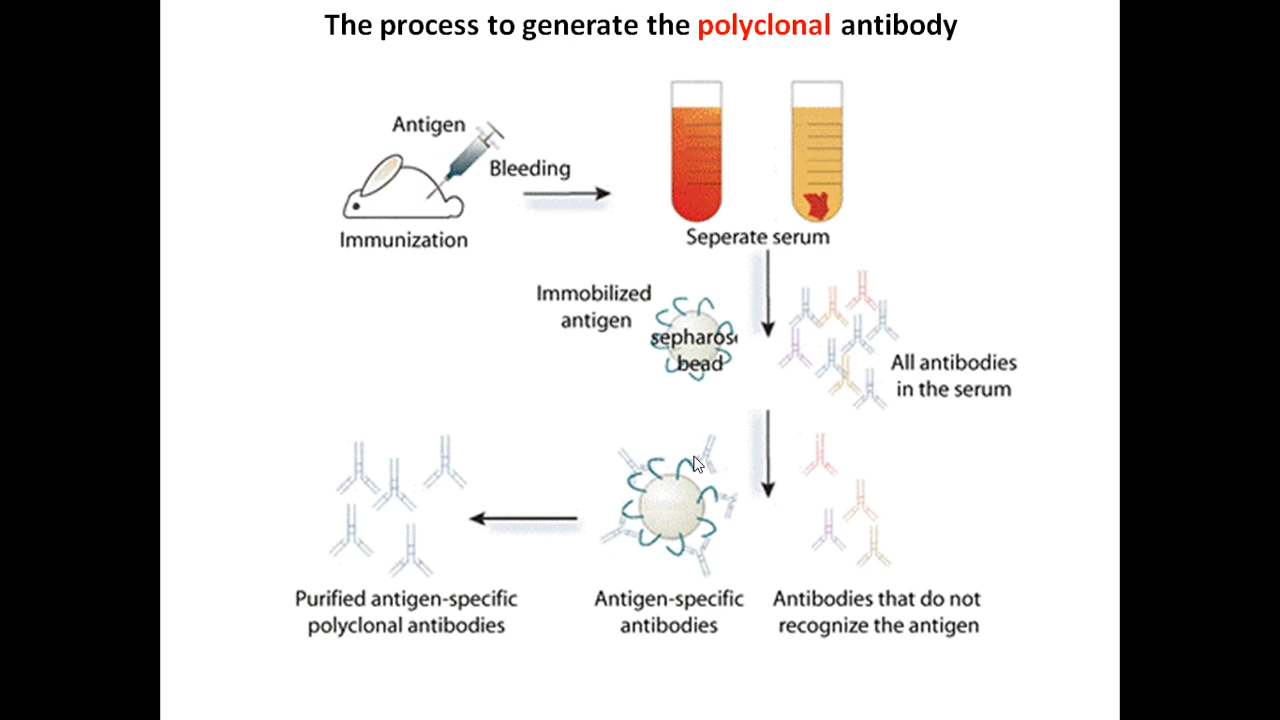 The process to generate the polyclonal antibody
Antigen
Bleeding
Immunization
Seperate serum
Immobilized
antigen
sepharose
bead
All antibodies
in the serum
Purified antigen-specific
polyclonal antibodies
Antigen-specific
antibodies
Antibodies that do not
recognize the antigen